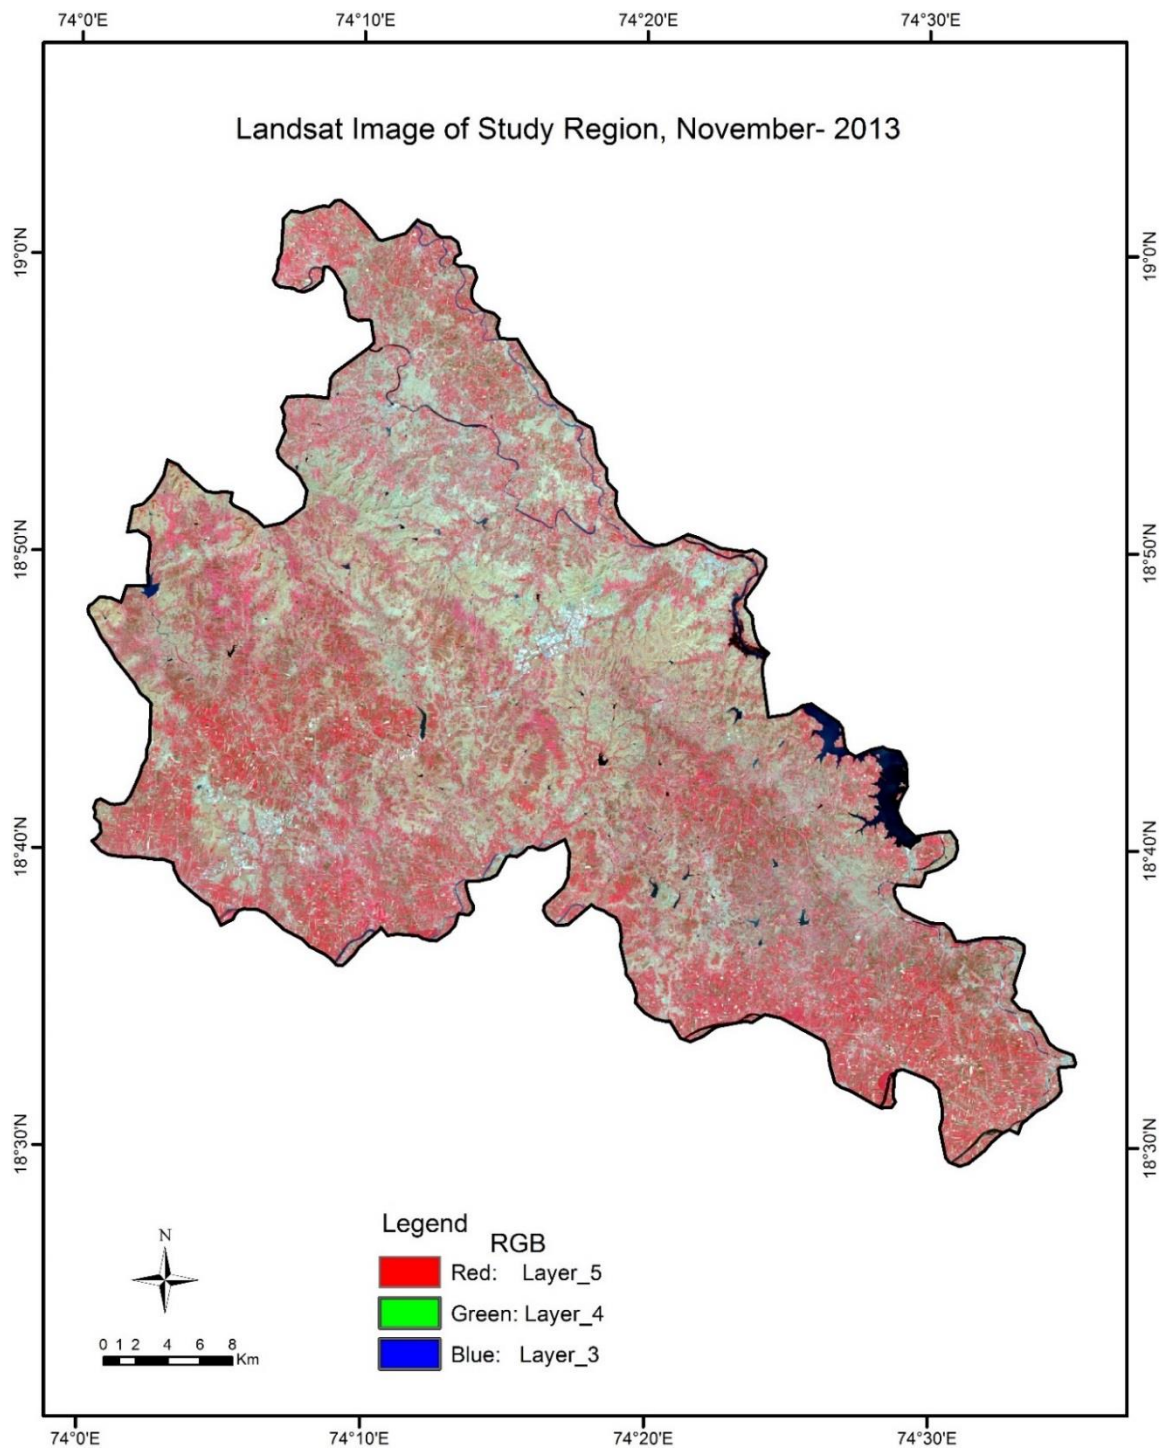 74°0'E 74°10'E 74°20'E 74°30'E
Landsat Image of Study Region, November- 2013
19°0'N 19°0'N
18°50'N 18°50'N
18°40'N 18°40'N
18°30'N 18°30'N
Legend
N
RGB
Red: Layer_5
Green: Layer_4
0 1 2 4 6 8
Km
Blue: Layer_3
74°0'E 74°10'E 74°20'E 74°30'E